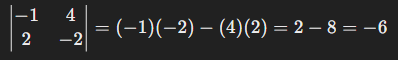 |−1 4|
|2 −2| = (−1)(−2) − (4)(2) = 2 − 8 = −6